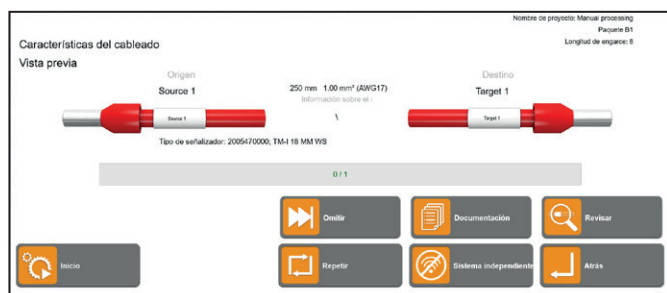 Nombre de proyecto: Manual processing
Paquete B1
Longitud de engarce: 8
Características del cableado
Vista previa
Origen
Source 1
250 mm 1.00 mm² (AWG17)
Información sobre el :
\
Destino
Target 1
Source 1
Target 1
Tipo de señalizador: 2005470000; TM-I 18 MM WS
0 / 1
Omitir
Documentación
Revisar
Inicio
Repetir
Sistema independiente
Atrás